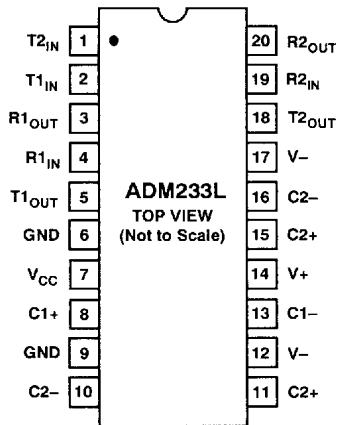 T2IN 1 20 R2OUT
T1IN 2 19 R2IN
R1OUT 3 18 T2OUT
R1IN 4 17 V–
T1OUT 5 16 C2–
ADM233L
TOP VIEW
(Not to Scale)
GND 6 15 C2+
VCC 7 14 V+
C1+ 8 13 C1–
GND 9 12 V–
C2– 10 11 C2+